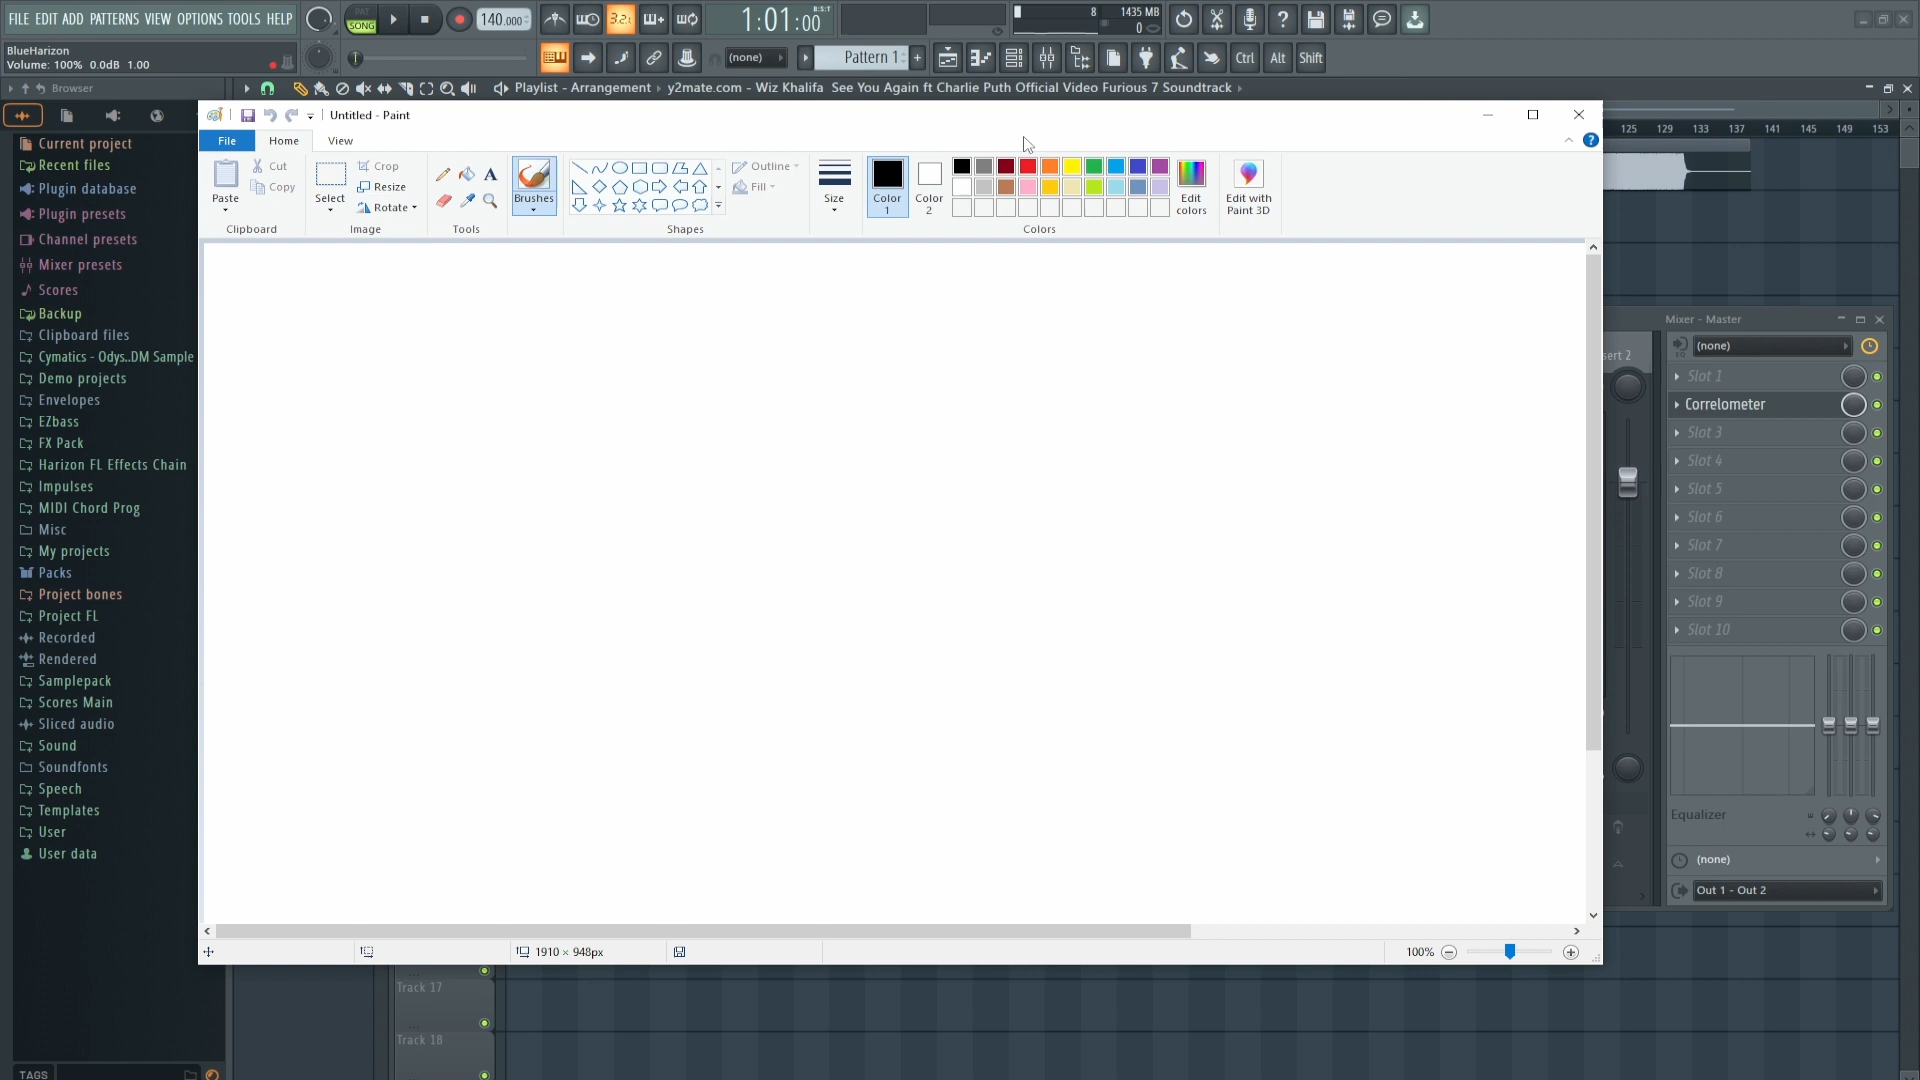 FILE EDIT ADD PATTERNS VIEW OPTIONS TOOLS HELP
PAT
SONG
140.000
3.2.
1:01:00
B:S:T
8
1435 MB
0
BlueHarizon
Volume: 100% 0.0dB 1.00
(none)
Pattern 1
+
Ctrl
Alt
Shift
Browser
Playlist - Arrangement › y2mate.com - Wiz Khalifa See You Again ft Charlie Puth Official Video Furious 7 Soundtrack ›
Untitled - Paint
File
Home
View
125 129 133 137 141 145 149 153
Current project
Recent files
Plugin database
Plugin presets
Channel presets
Mixer presets
Scores
Backup
Clipboard files
Cymatics - Odys..DM Sample
Demo projects
Envelopes
EZbass
FX Pack
Harizon FL Effects Chain
Impulses
MIDI Chord Prog
Misc
My projects
Packs
Project bones
Project FL
Recorded
Rendered
Samplepack
Scores Main
Sliced audio
Sound
Soundfonts
Speech
Templates
User
User data
TAGS
Paste
Cut
Copy
Clipboard
Select
Crop
Resize
Rotate
Image
A
Tools
Brushes
Outline
Fill
Shapes
Size
Color 1
Color 2
Edit colors
Colors
Edit with Paint 3D
1910 × 948px
100%
Track 17
Track 18
Mixer - Master
sert 2
(none)
Slot 1
Correlometer
Slot 3
Slot 4
Slot 5
Slot 6
Slot 7
Slot 8
Slot 9
Slot 10
Equalizer
(none)
Out 1 - Out 2